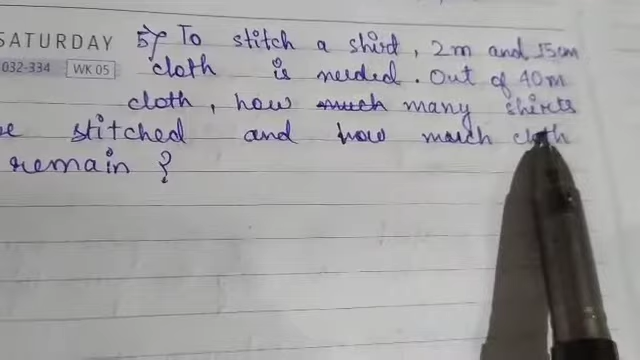 SATURDAY
032-334 WK 05
5) To stitch a shirt, 2m and 15cm
cloth is needed. Out of 40m
cloth, how much many shirts
e stitched and how much cloth
remain ?